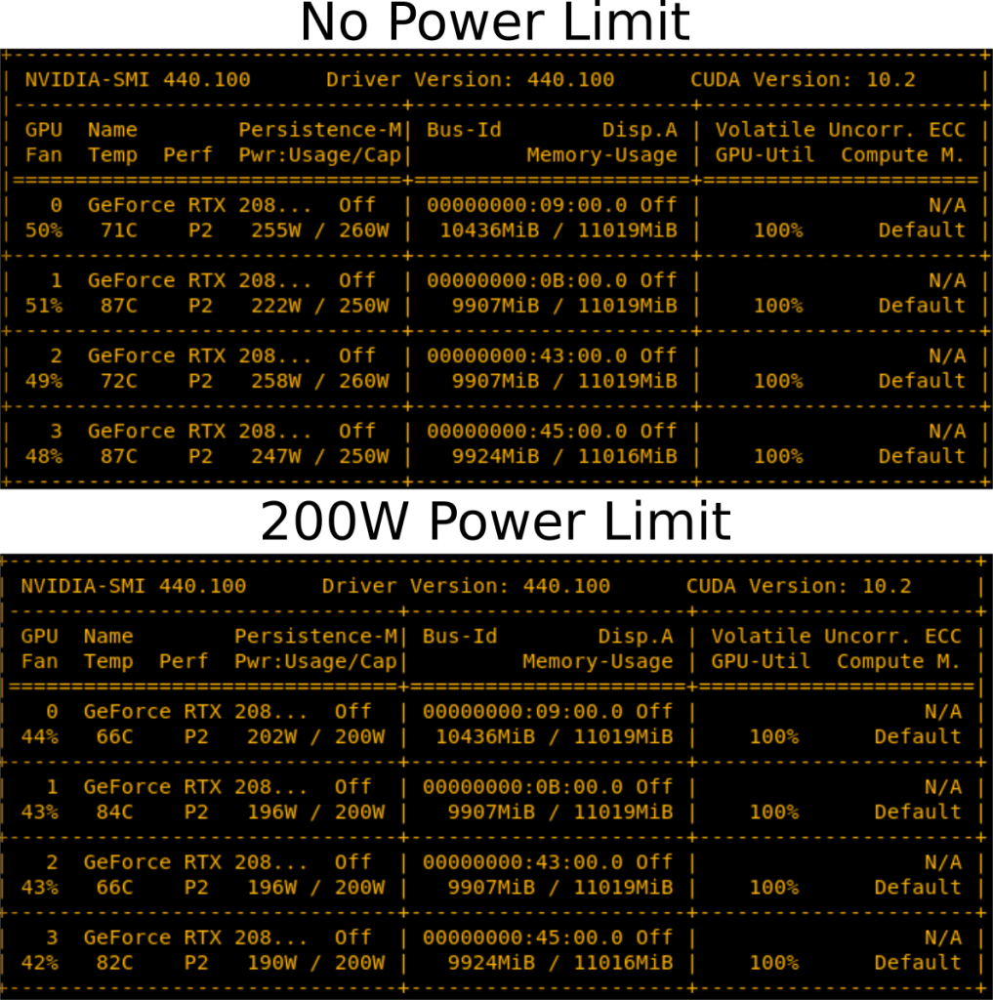 No Power Limit
+-----------------------------------------------------------------------------+
| NVIDIA-SMI 440.100      Driver Version: 440.100      CUDA Version: 10.2     |
|-------------------------------+----------------------+----------------------+
| GPU  Name        Persistence-M| Bus-Id        Disp.A | Volatile Uncorr. ECC |
| Fan  Temp  Perf  Pwr:Usage/Cap|         Memory-Usage | GPU-Util  Compute M. |
|===============================+======================+======================|
|   0  GeForce RTX 208...  Off  | 00000000:09:00.0 Off |                  N/A |
| 50%   71C    P2   255W / 260W |  10436MiB / 11019MiB |    100%      Default |
+-------------------------------+----------------------+----------------------+
|   1  GeForce RTX 208...  Off  | 00000000:0B:00.0 Off |                  N/A |
| 51%   87C    P2   222W / 250W |   9907MiB / 11019MiB |    100%      Default |
+-------------------------------+----------------------+----------------------+
|   2  GeForce RTX 208...  Off  | 00000000:43:00.0 Off |                  N/A |
| 49%   72C    P2   258W / 260W |   9907MiB / 11019MiB |    100%      Default |
+-------------------------------+----------------------+----------------------+
|   3  GeForce RTX 208...  Off  | 00000000:45:00.0 Off |                  N/A |
| 48%   87C    P2   247W / 250W |   9924MiB / 11016MiB |    100%      Default |
+-------------------------------+----------------------+----------------------+
200W Power Limit
+-----------------------------------------------------------------------------+
| NVIDIA-SMI 440.100      Driver Version: 440.100      CUDA Version: 10.2     |
|-------------------------------+----------------------+----------------------+
| GPU  Name        Persistence-M| Bus-Id        Disp.A | Volatile Uncorr. ECC |
| Fan  Temp  Perf  Pwr:Usage/Cap|         Memory-Usage | GPU-Util  Compute M. |
|===============================+======================+======================|
|   0  GeForce RTX 208...  Off  | 00000000:09:00.0 Off |                  N/A |
| 44%   66C    P2   202W / 200W |  10436MiB / 11019MiB |    100%      Default |
+-------------------------------+----------------------+----------------------+
|   1  GeForce RTX 208...  Off  | 00000000:0B:00.0 Off |                  N/A |
| 43%   84C    P2   196W / 200W |   9907MiB / 11019MiB |    100%      Default |
+-------------------------------+----------------------+----------------------+
|   2  GeForce RTX 208...  Off  | 00000000:43:00.0 Off |                  N/A |
| 43%   66C    P2   196W / 200W |   9907MiB / 11019MiB |    100%      Default |
+-------------------------------+----------------------+----------------------+
|   3  GeForce RTX 208...  Off  | 00000000:45:00.0 Off |                  N/A |
| 42%   82C    P2   190W / 200W |   9924MiB / 11016MiB |    100%      Default |
+-------------------------------+----------------------+----------------------+